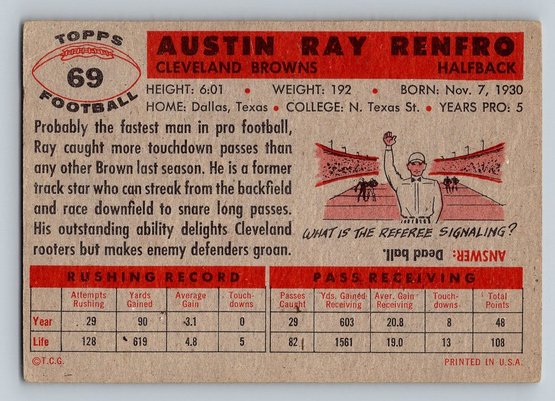 TOPPS
69
FOOTBALL
AUSTIN RAY RENFRO
CLEVELAND BROWNS HALFBACK
HEIGHT: 6:01 • WEIGHT: 192 • BORN: Nov. 7, 1930
HOME: Dallas, Texas • COLLEGE: N. Texas St. • YEARS PRO: 5
Probably the fastest man in pro football,
Ray caught more touchdown passes than
any other Brown last season. He is a former
track star who can streak from the backfield
and race downfield to snare long passes.
His outstanding ability delights Cleveland
rooters but makes enemy defenders groan.
WHAT IS THE REFEREE SIGNALING?
ANSWER: Dead ball.
RUSHING RECORD PASS RECEIVING
Attempts Yards Average Touch- Passes Yds. Gained Aver. Gain- Touch- Total
Rushing Gained Gain downs Caught Receiving Receiving downs Points
Year 29 90 3.1 0 29 603 20.8 8 48
Life 128 619 4.8 5 82 1561 19.0 13 108
©T.C.G. PRINTED IN U.S.A.